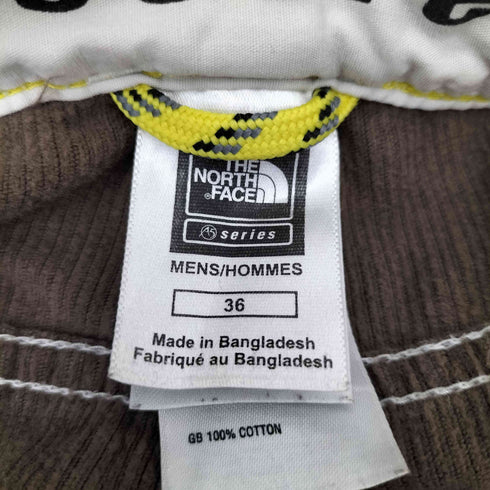 THE
NORTH
FACE
A5 series
MENS/HOMMES
36
Made in Bangladesh
Fabriqué au Bangladesh
GB 100% COTTON